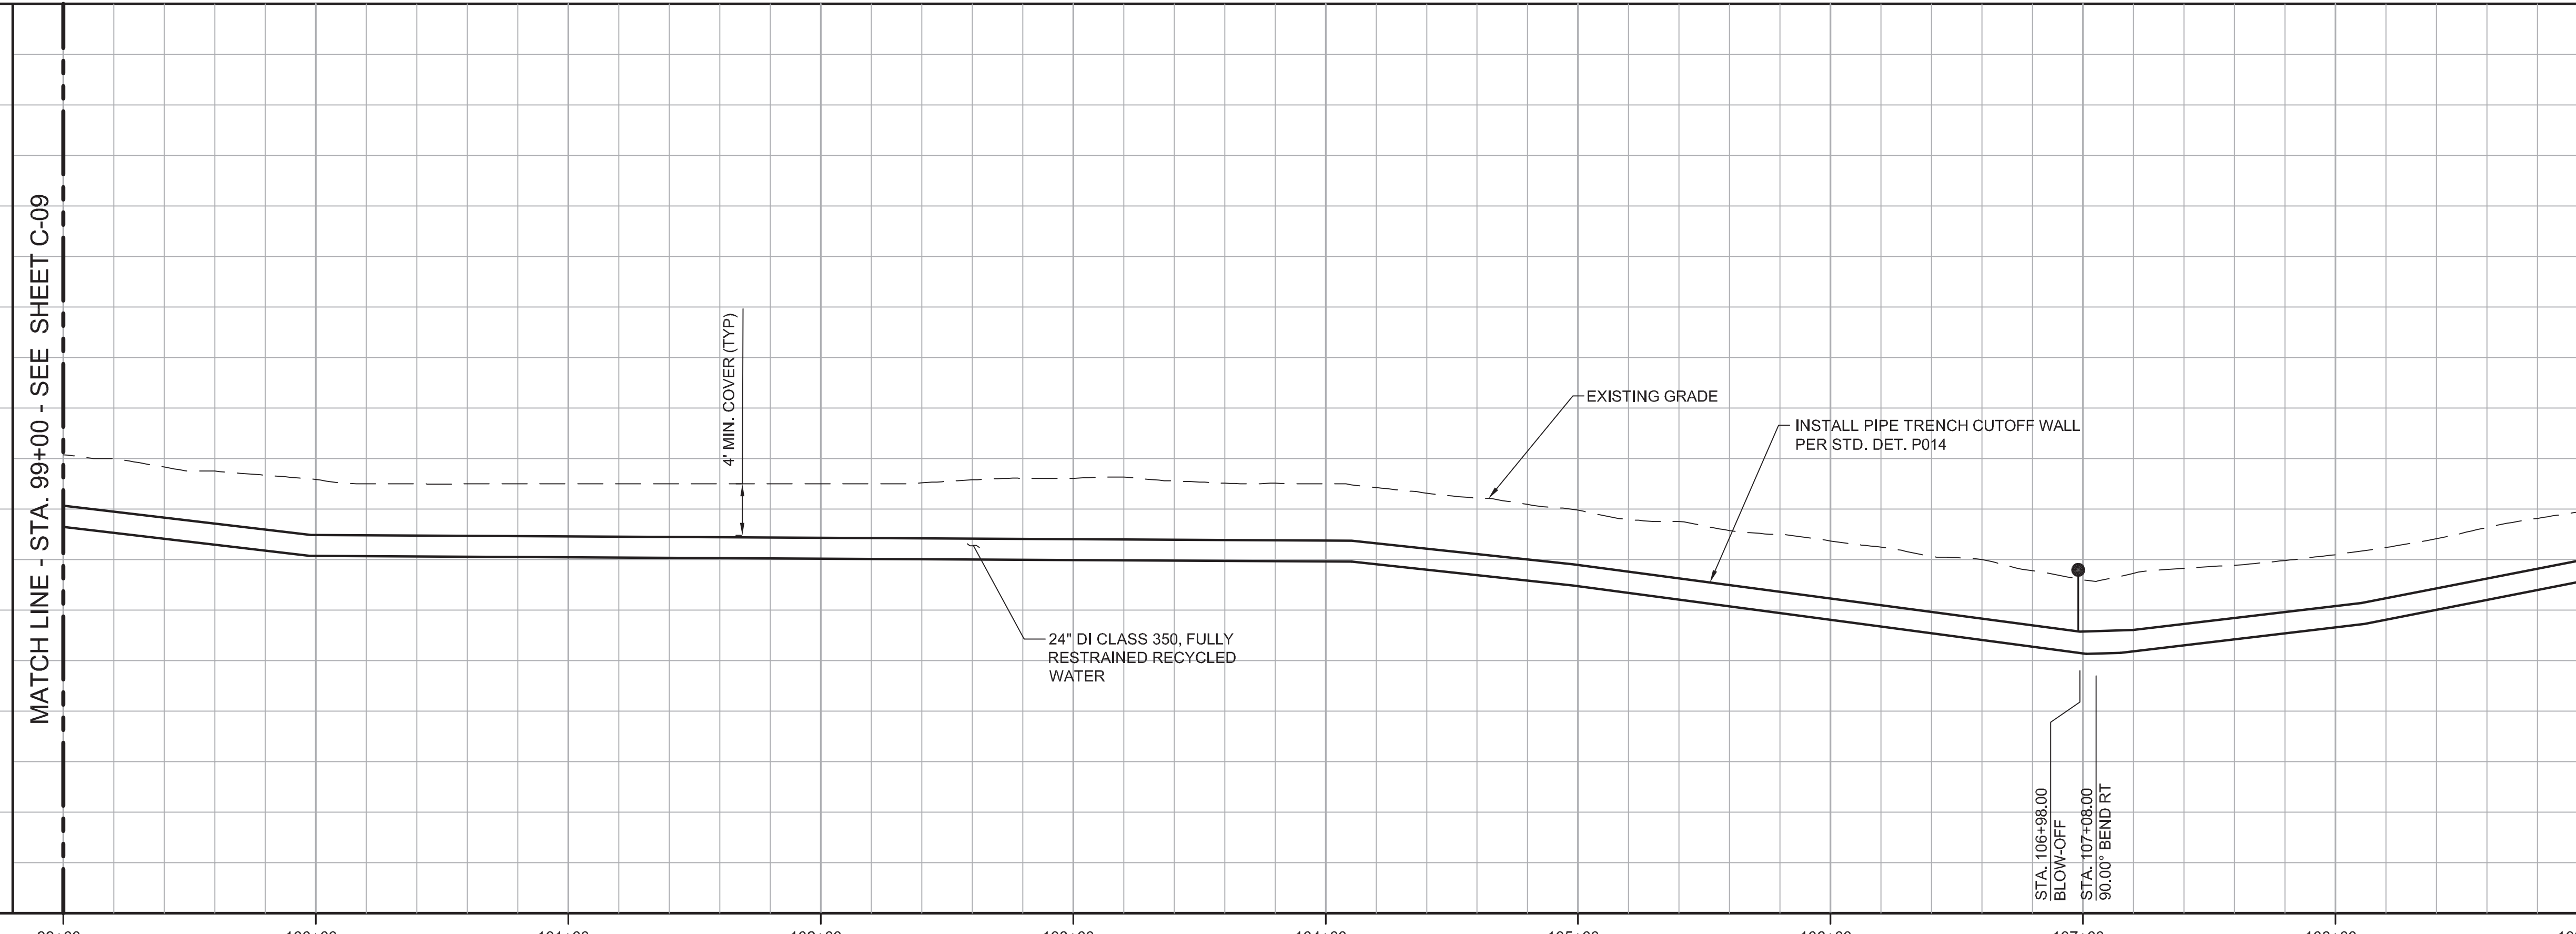 MATCH LINE - STA. 99+00 - SEE SHEET C-09
4' MIN. COVER (TYP)
EXISTING GRADE
INSTALL PIPE TRENCH CUTOFF WALL
PER STD. DET. P014
24" DI CLASS 350, FULLY
RESTRAINED RECYCLED
WATER
STA. 106+98.00
BLOW-OFF
STA. 107+08.00
90.00° BEND RT